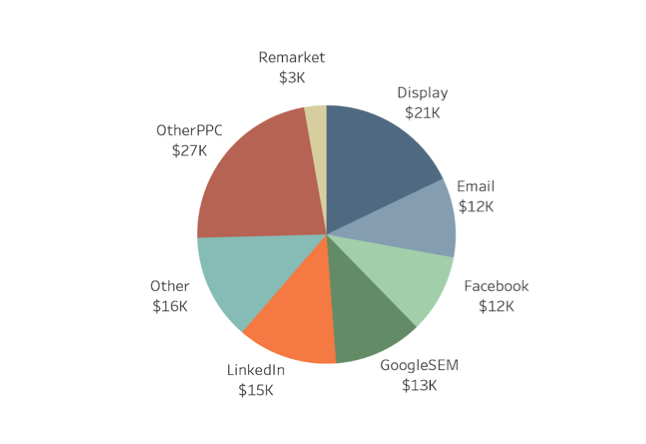 Remarket
$3K
Display
$21K
OtherPPC
$27K
Email
$12K
Other
$16K
Facebook
$12K
LinkedIn
$15K
GoogleSEM
$13K